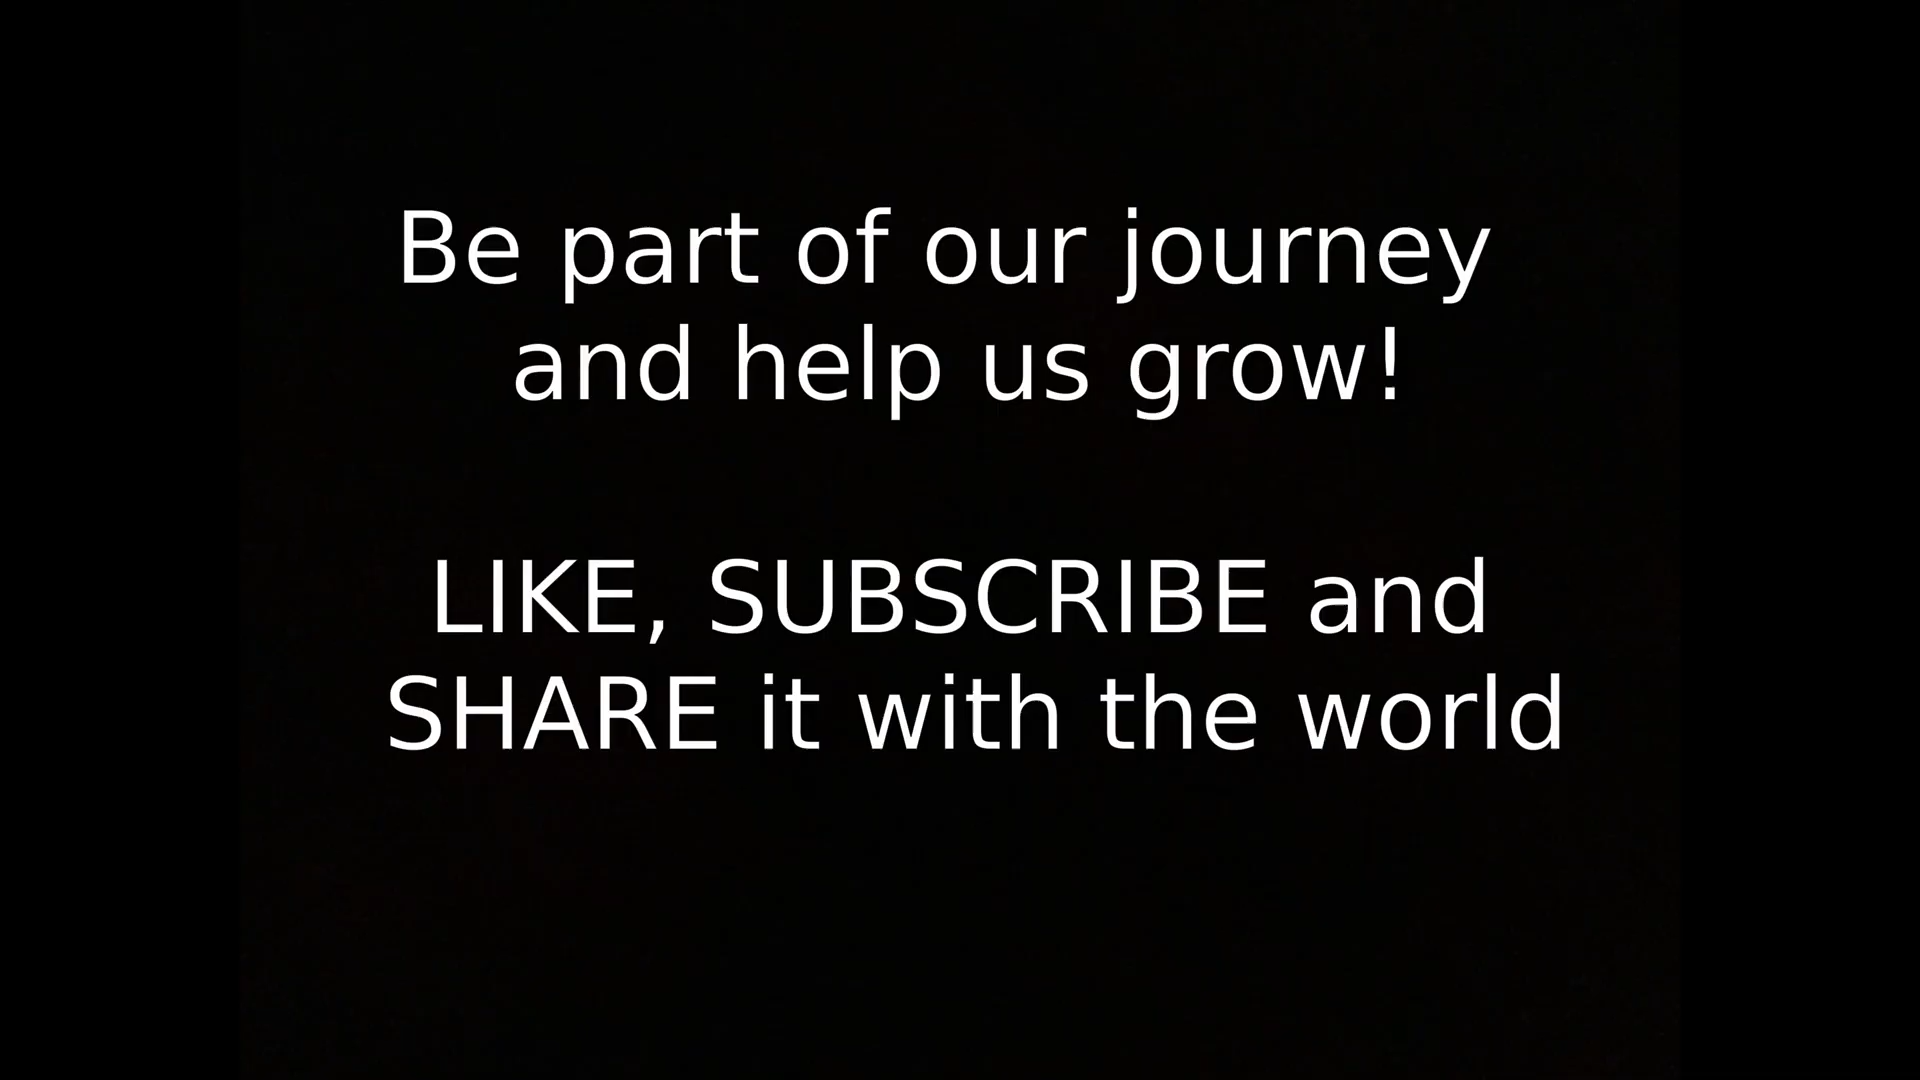 Be part of our journey
and help us grow!
LIKE, SUBSCRIBE and
SHARE it with the world